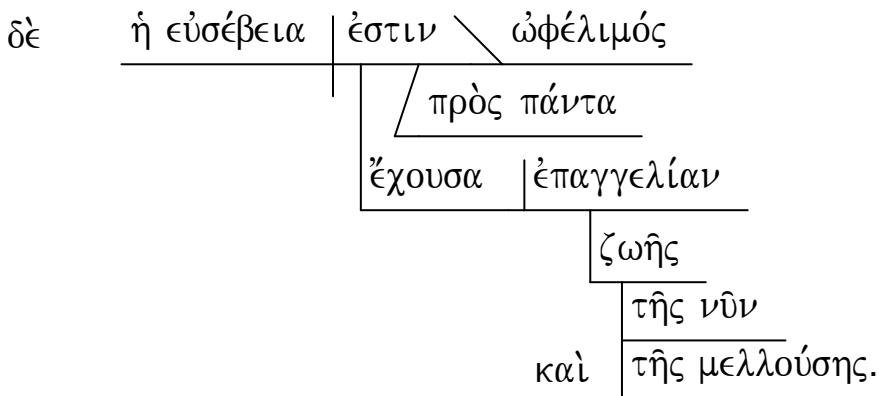 δὲ ἡ εὐσέβεια ἐστιν ὠφέλιμός
πρὸς πάντα
ἔχουσα ἐπαγγελίαν
ζωῆς
τῆς νῦν
καὶ τῆς μελλούσης.